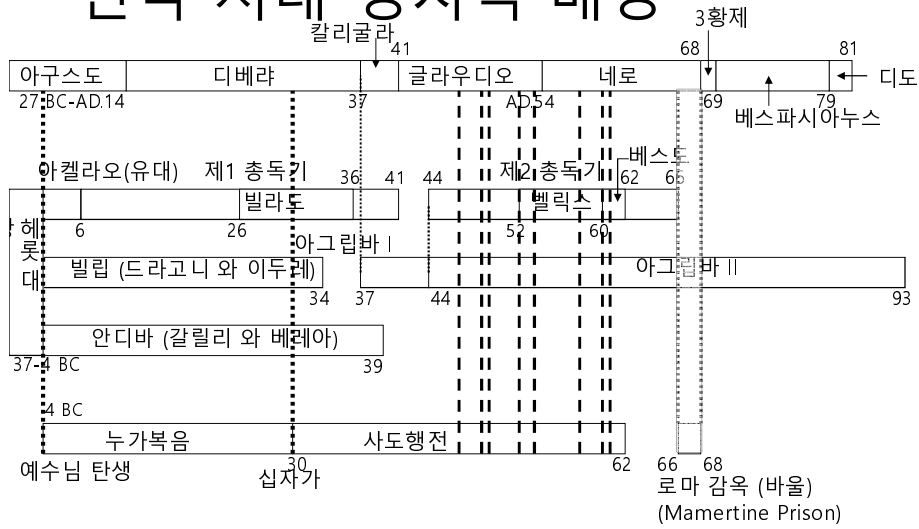 칼리굴라
3황제
41
68
81
아구스도
디베랴
글라우디오
네로
디도
27 BC-AD.14
37
AD.54
69
79
베스파시아누스
아켈라오(유대)
제1 총독기
제2 총독기
베스도
36
41
44
62
66
빌라도
벨릭스
6
26
52
60
헤롯대
아그립바 I
빌립 (드라고니 와 이두레)
아그립바 II
34
37
44
93
안디바 (갈릴리 와 베레아)
37-4 BC
39
4 BC
누가복음
사도행전
예수님 탄생
30
십자가
62
66
68
로마 감옥 (바울)
(Mamertine Prison)